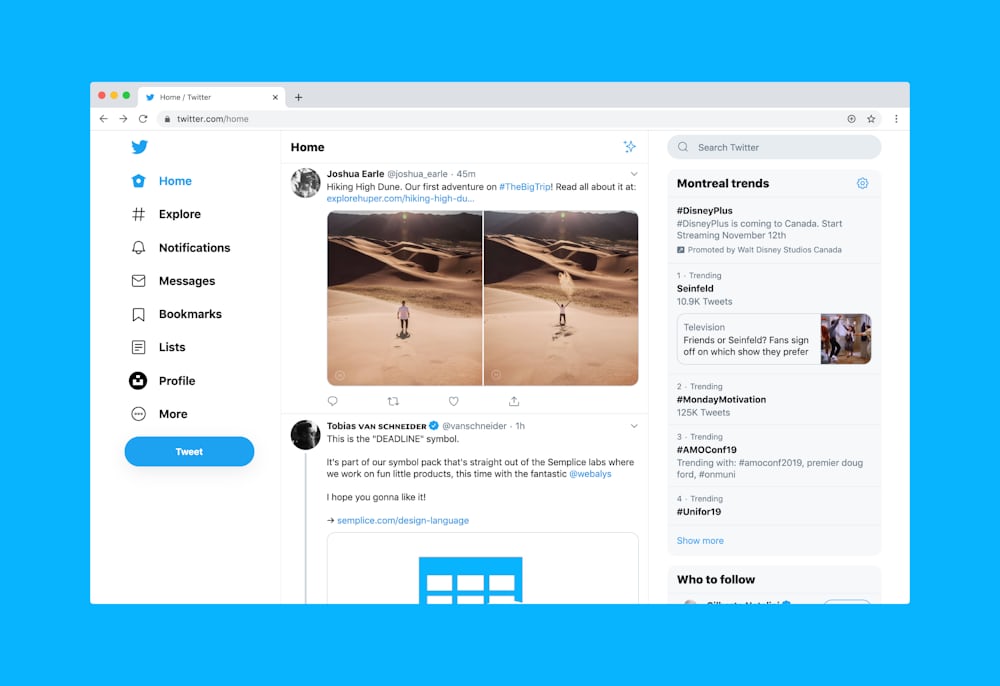 Home / Twitter
twitter.com/home
Home
Explore
Notifications
Messages
Bookmarks
Lists
Profile
More
Tweet
Home
Joshua Earle @joshua_earle · 45m
Hiking High Dune. Our first adventure on #TheBigTrip! Read all about it at:
explorehuper.com/hiking-high-du...
Tobias VAN SCHNEIDER @vanschneider · 1h
This is the "DEADLINE" symbol.
It's part of our symbol pack that's straight out of the Semplice labs where
we work on fun little products, this time with the fantastic @webalys
I hope you gonna like it!
→ semplice.com/design-language
Search Twitter
Montreal trends
#DisneyPlus
#DisneyPlus is coming to Canada. Start
Streaming November 12th
Promoted by Walt Disney Studios Canada
1 · Trending
Seinfeld
10.9K Tweets
Television
Friends or Seinfeld? Fans sign
off on which show they prefer
2 · Trending
#MondayMotivation
125K Tweets
3 · Trending
#AMOConf19
Trending with: #amoconf2019, premier doug
ford, #onmuni
4 · Trending
#Unifor19
Show more
Who to follow